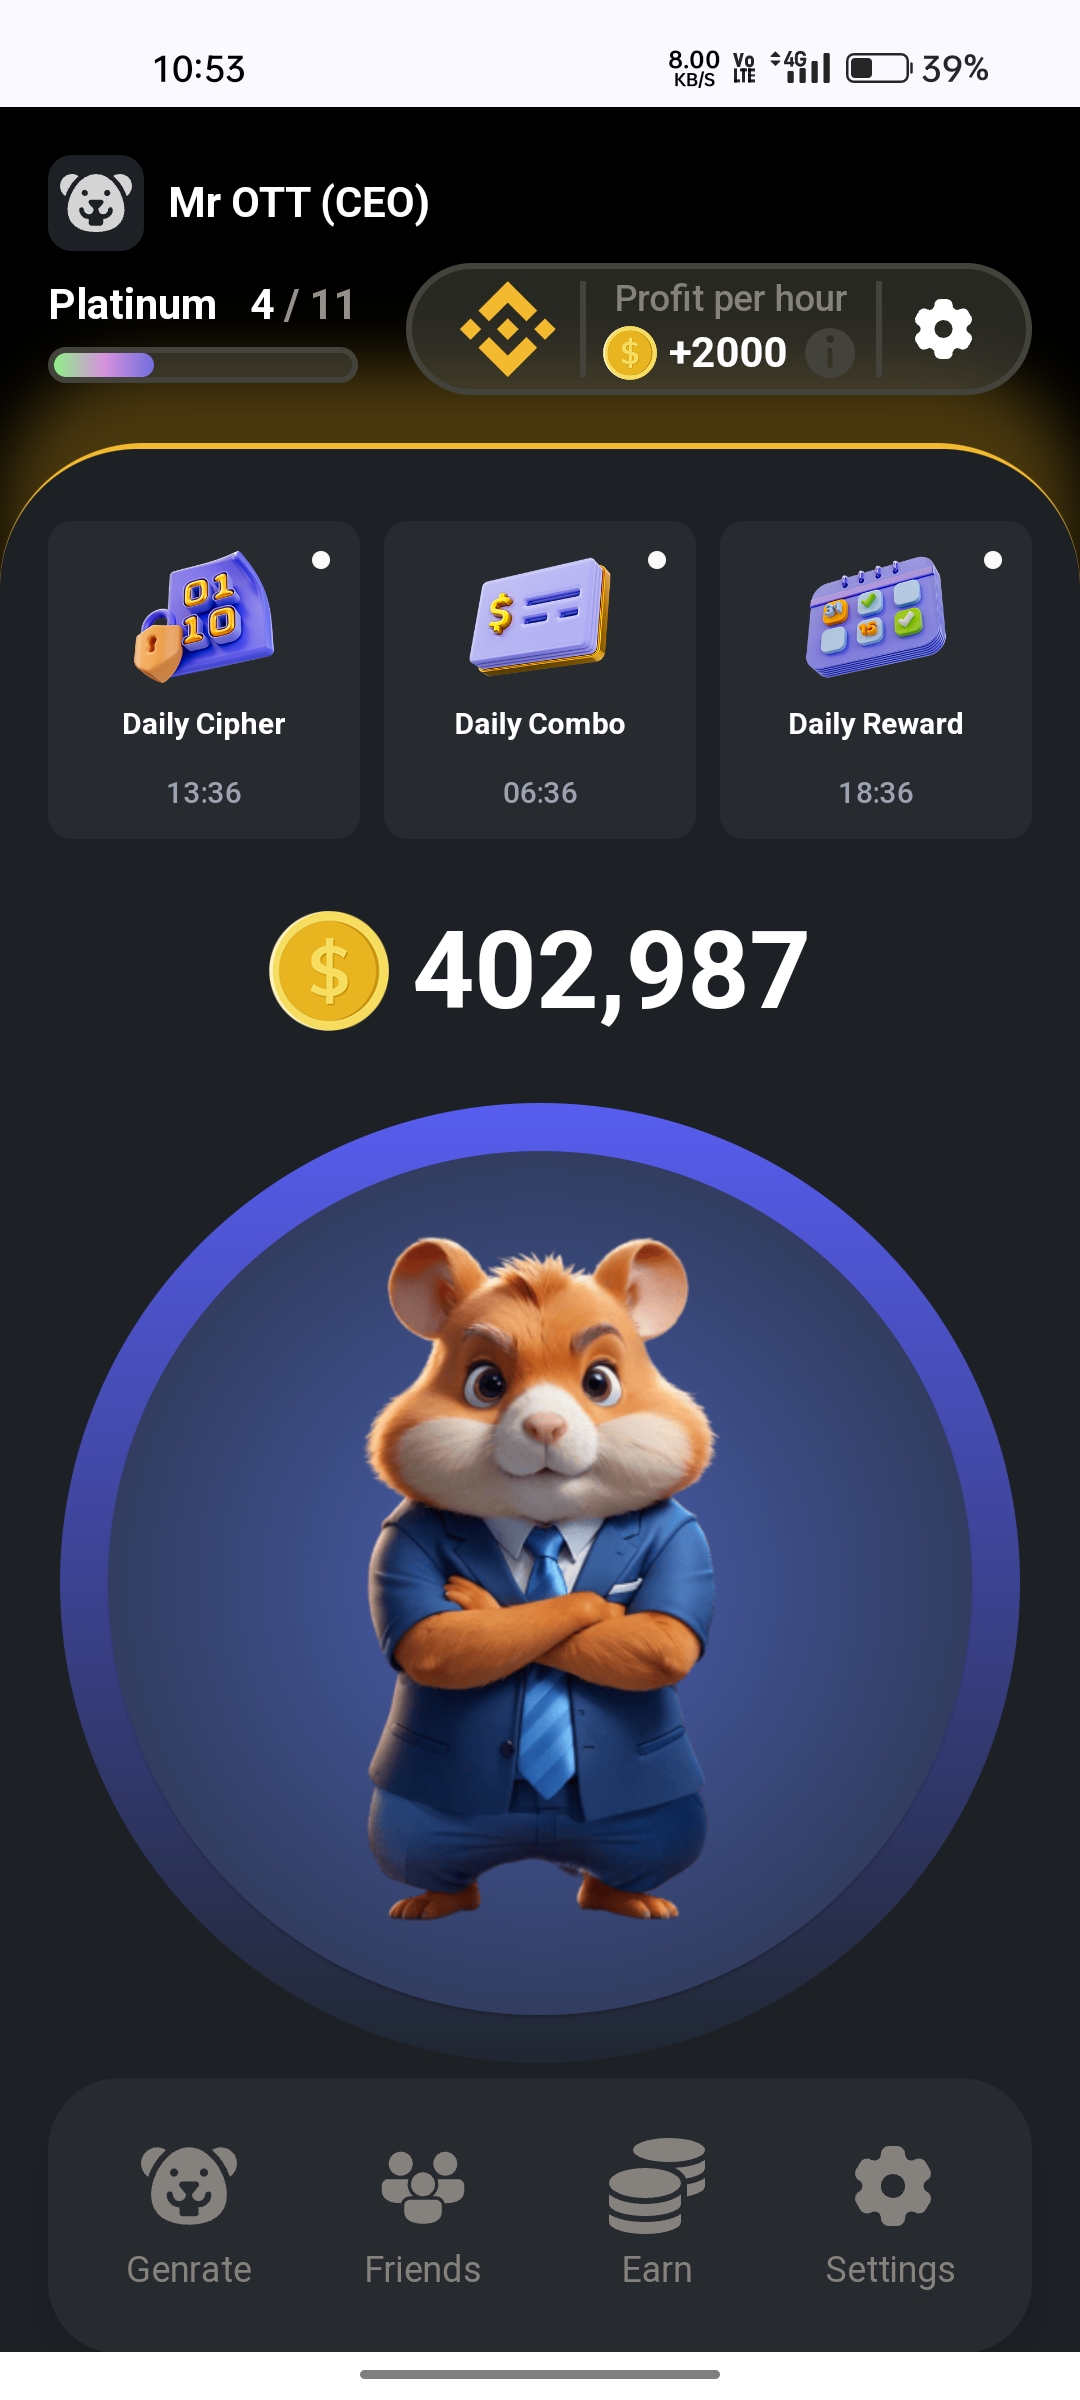 10:53
8.00 KB/S Vo LTE 4G 39%
Mr OTT (CEO)
Platinum 4 / 11
Profit per hour
$ +2000 i
01
10
$
31
15
Daily Cipher
Daily Combo
Daily Reward
13:36
06:36
18:36
$ 402,987
Genrate
Friends
Earn
Settings